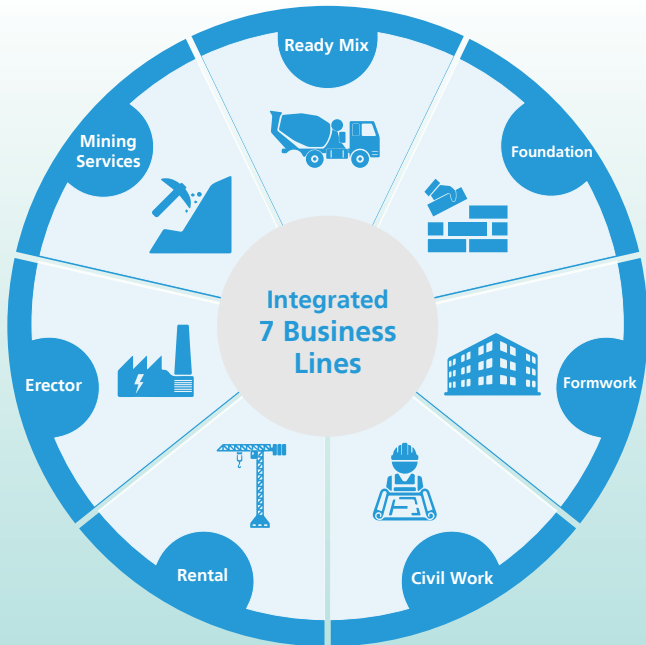 Ready Mix
Foundation
Formwork
Civil Work
Rental
Erector
Mining
Services
Integrated
7 Business
Lines